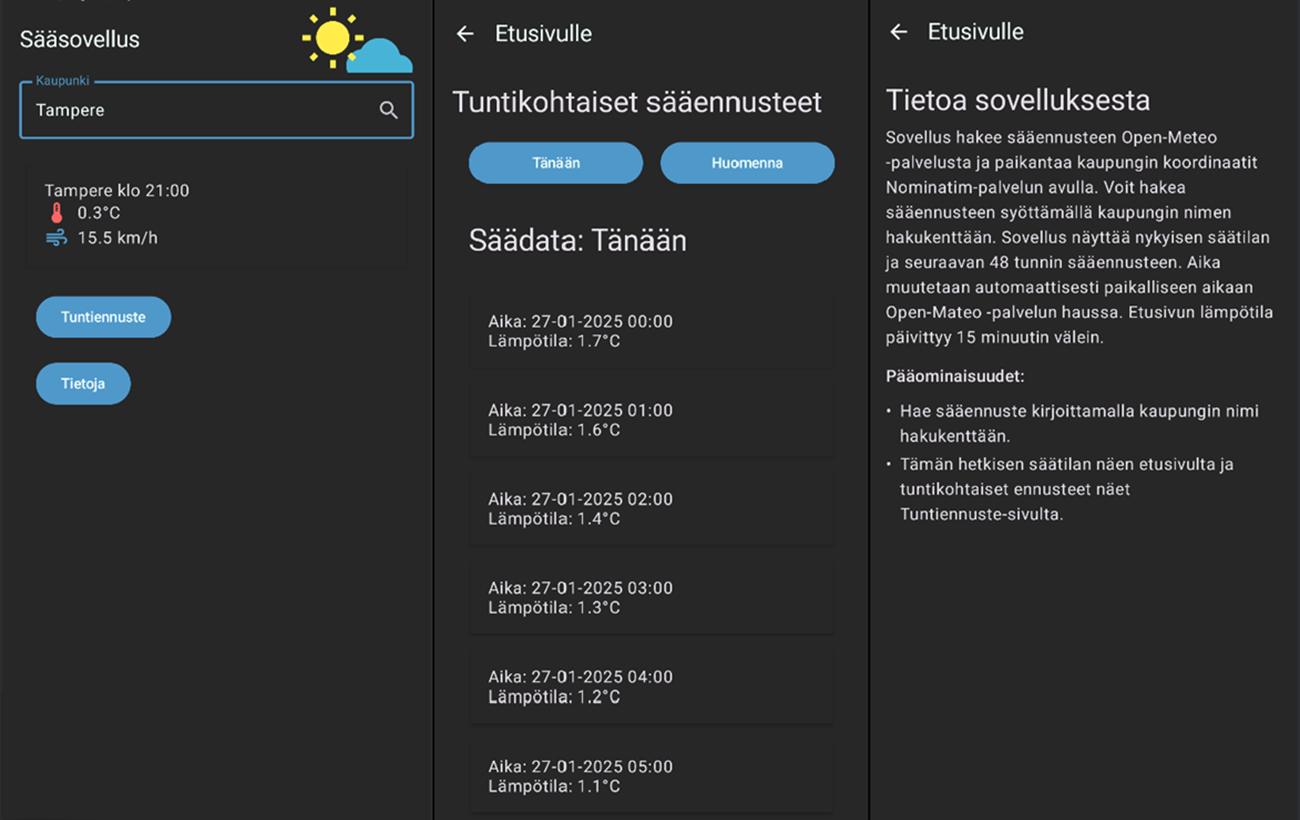 Sääsovellus
Kaupunki
Tampere
Tampere klo 21:00
0.3°C
15.5 km/h
Tuntiennuste
Tietoja
Etusivulle
Tuntikohtaiset sääennusteet
Tänään
Huomenna
Säädata: Tänään
Aika: 27-01-2025 00:00
Lämpötila: 1.7°C
Aika: 27-01-2025 01:00
Lämpötila: 1.6°C
Aika: 27-01-2025 02:00
Lämpötila: 1.4°C
Aika: 27-01-2025 03:00
Lämpötila: 1.3°C
Aika: 27-01-2025 04:00
Lämpötila: 1.2°C
Aika: 27-01-2025 05:00
Lämpötila: 1.1°C
Etusivulle
Tietoa sovelluksesta
Sovellus hakee sääennusteen Open-Meteo
-palvelusta ja paikantaa kaupungin koordinaatit
Nominatim-palvelun avulla. Voit hakea
sääennusteen syöttämällä kaupungin nimen
hakukenttään. Sovellus näyttää nykyisen säätilan
ja seuraavan 48 tunnin sääennusteen. Aika
muutetaan automaattisesti paikalliseen aikaan
Open-Mateo -palvelun haussa. Etusivun lämpötila
päivittyy 15 minuutin välein.
Pääominaisuudet:
• Hae sääennuste kirjoittamalla kaupungin nimi
hakukenttään.
• Tämän hetkisen säätilan näen etusivulta ja
tuntikohtaiset ennusteet näet
Tuntiennuste-sivulta.